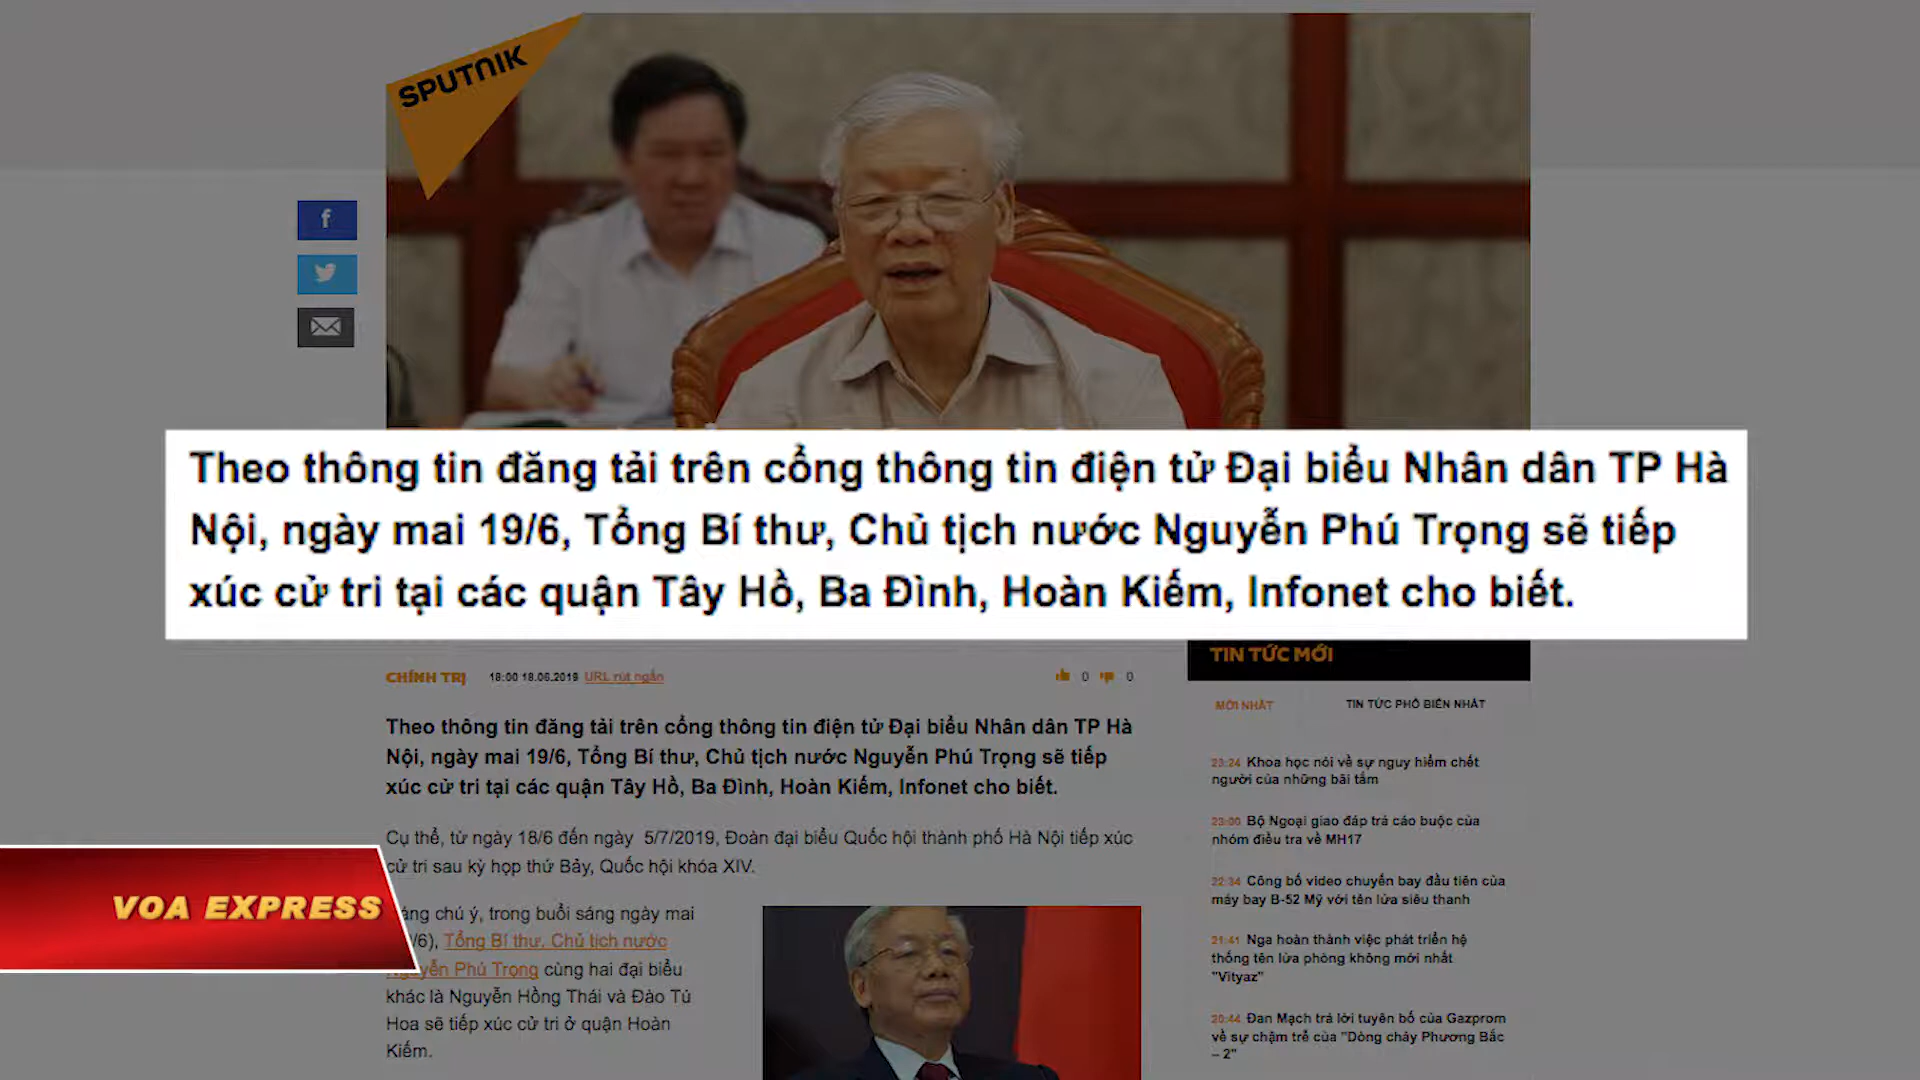 SPUTNIK
f
Theo thông tin đăng tải trên cổng thông tin điện tử Đại biểu Nhân dân TP Hà
Nội, ngày mai 19/6, Tổng Bí thư, Chủ tịch nước Nguyễn Phú Trọng sẽ tiếp
xúc cử tri tại các quận Tây Hồ, Ba Đình, Hoàn Kiếm, Infonet cho biết.
CHÍNH TRỊ 18:00 18.06.2019 URL rút ngắn 0 0
Theo thông tin đăng tải trên cổng thông tin điện tử Đại biểu Nhân dân TP Hà
Nội, ngày mai 19/6, Tổng Bí thư, Chủ tịch nước Nguyễn Phú Trọng sẽ tiếp
xúc cử tri tại các quận Tây Hồ, Ba Đình, Hoàn Kiếm, Infonet cho biết.
Cụ thể, từ ngày 18/6 đến ngày 5/7/2019, Đoàn đại biểu Quốc hội thành phố Hà Nội tiếp xúc
cử tri sau kỳ họp thứ Bảy, Quốc hội khóa XIV.
áng chú ý, trong buổi sáng ngày mai
/6), Tổng Bí thư, Chủ tịch nước
Nguyễn Phú Trọng cùng hai đại biểu
khác là Nguyễn Hồng Thái và Đào Tú
Hoa sẽ tiếp xúc cử tri ở quận Hoàn
Kiếm.
VOA EXPRESS
TIN TỨC MỚI
MỚI NHẤT TIN TỨC PHỔ BIẾN NHẤT
23:24 Khoa học nói về sự nguy hiểm chết
người của những bãi tắm
23:00 Bộ Ngoại giao đáp trả cáo buộc của
nhóm điều tra về MH17
22:34 Công bố video chuyến bay đầu tiên của
máy bay B-52 Mỹ với tên lửa siêu thanh
21:41 Nga hoàn thành việc phát triển hệ
thống tên lửa phòng không mới nhất
"Vityaz"
20:44 Đan Mạch trả lời tuyên bố của Gazprom
về sự chậm trễ của "Dòng chảy Phương Bắc
– 2"